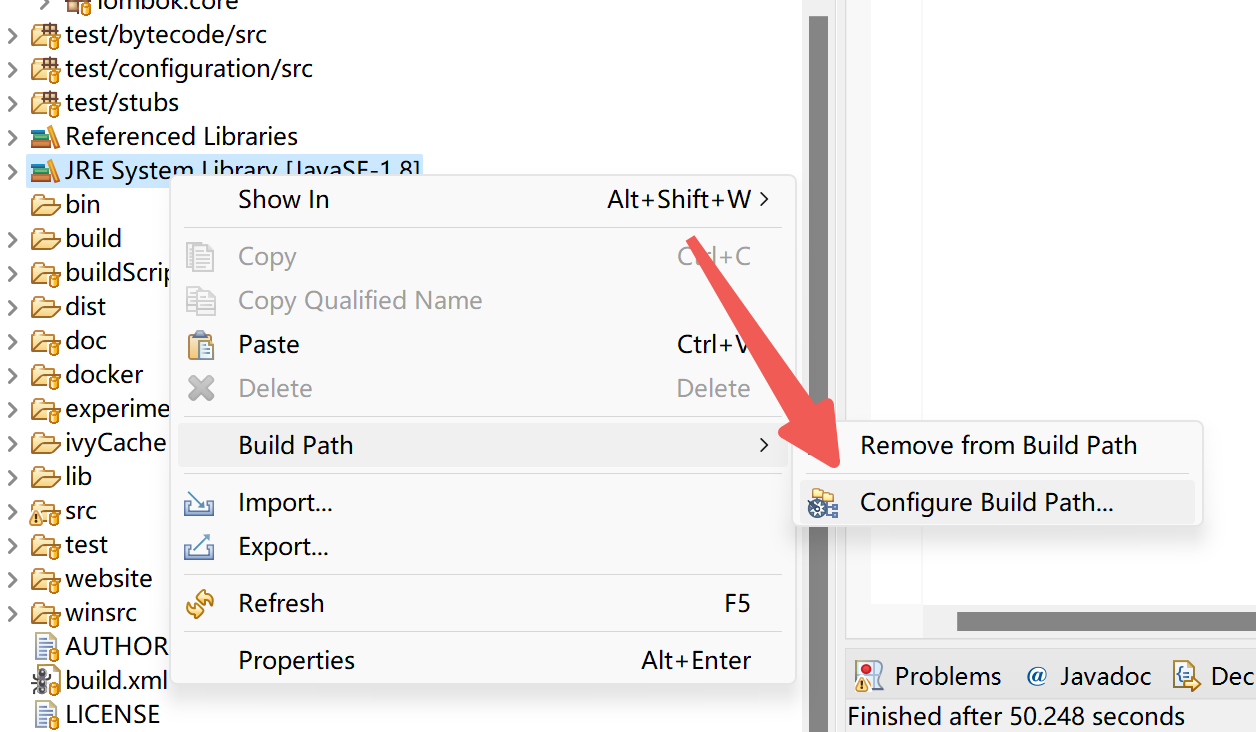 lombok.core
test/bytecode/src
test/configuration/src
test/stubs
Referenced Libraries
JRE System Library [JavaSE-1.8]
bin
build
buildScrip
dist
doc
docker
experime
ivyCache
lib
src
test
website
winsrc
AUTHOR
build.xml
LICENSE
Show In Alt+Shift+W
Copy Ctrl+C
Copy Qualified Name
Paste Ctrl+V
Delete Delete
Build Path
Import...
Export...
Refresh F5
Properties Alt+Enter
Remove from Build Path
Configure Build Path...
Problems @ Javadoc Dec
Finished after 50.248 seconds